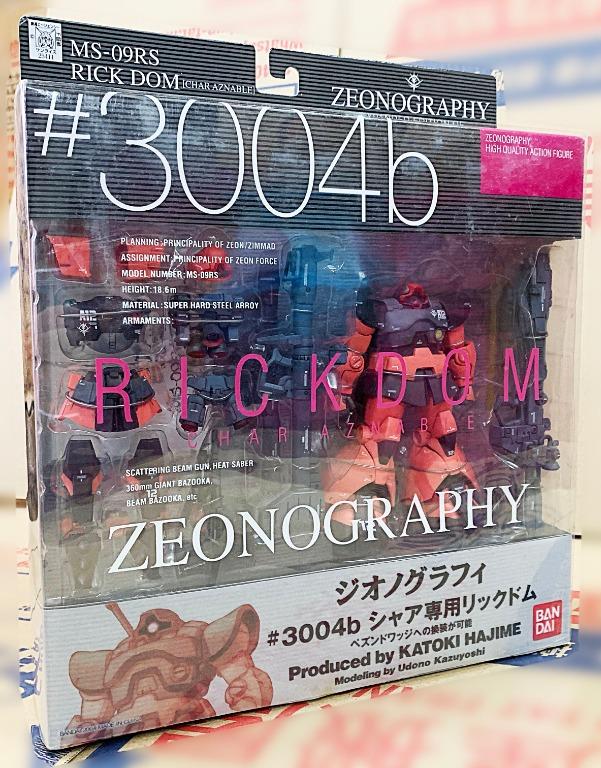 MS-09RS
RICK DOM [CHAR AZNABLE]
ZEONOGRAPHY
#3004b
ZEONOGRAPHY
HIGH QUALITY ACTION FIGURE
PLANNING:PRINCIPALITY OF ZEON/ZIMMAD
ASSIGNMENT:PRINCIPALITY OF ZEON FORCE
MODEL NUMBER:MS-09RS
HEIGHT:18.6m
MATERIAL:SUPER HARD STEEL ARROY
ARMAMENTS:
RICKDOM
CHAR AZNABLE
SCATTERING BEAM GUN, HEAT SABER
360mm GIANT BAZOOKA,
BEAM BAZOOKA, etc
ZEONOGRAPHY
ジオノグラフィ
#3004b シャア専用リックドム
ペズンドワッジへの換装が可能
Produced by KATOKI HAJIME
Modeling by Udono Kazuyoshi
BAN
DAI